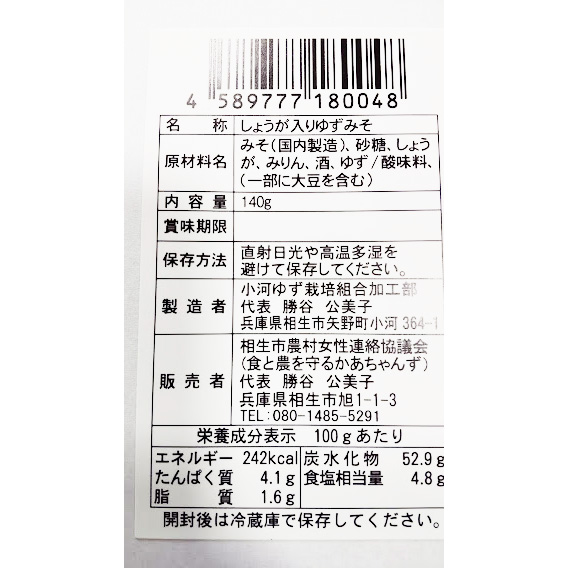 4 589777 180048
名称 しょうが入りゆずみそ
原材料名 みそ(国内製造)、砂糖、しょう
が、みりん、酒、ゆず/酸味料、
(一部に大豆を含む)
内容量 140g
賞味期限
保存方法 直射日光や高温多湿を
避けて保存してください。
製造者 小河ゆず栽培組合加工部
代表 勝谷 公美子
兵庫県相生市矢野町小河364-1
販売者 相生市農村女性連絡協議会
(食と農を守るかあちゃんず)
代表 勝谷 公美子
兵庫県相生市旭1-1-3
TEL:080-1485-5291
栄養成分表示 100gあたり
エネルギー 242kcal 炭水化物 52.9g
たんぱく質 4.1g 食塩相当量 4.8g
脂質 1.6g
開封後は冷蔵庫で保存してください。